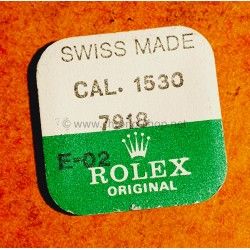 SWISS MADE
CAL. 1530
7918
E-02
ROLEX
ORIGINAL